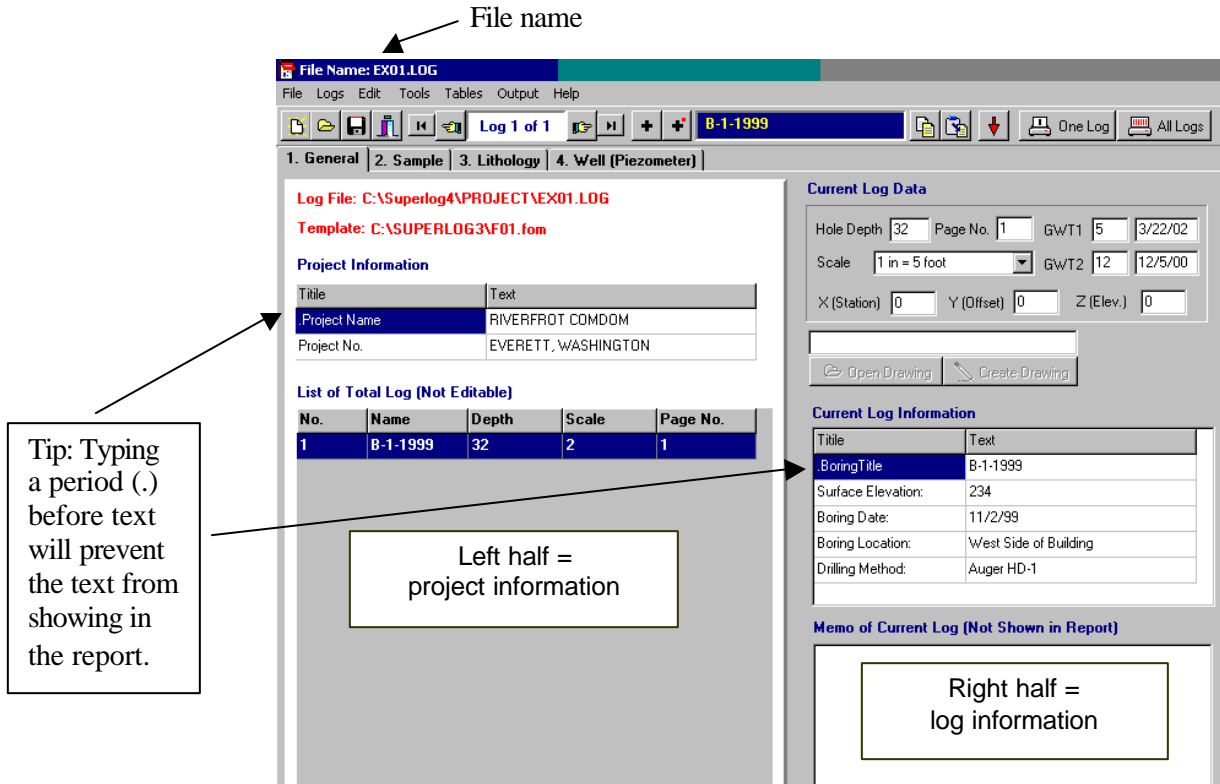 File name
File Name: EX01.LOG
File Logs Edit Tools Tables Output Help
Log 1 of 1 B-1-1999 One Log All Logs
1. General 2. Sample 3. Lithology 4. Well (Piezometer)
Log File: C:\Superlog4\PROJECT\EX01.LOG
Template: C:\SUPERLOG3\F01.fom
Project Information
Titile Text
.Project Name RIVERFROT COMDOM
Project No. EVERETT, WASHINGTON
List of Total Log (Not Editable)
No. Name Depth Scale Page No.
1 B-1-1999 32 2 1
Tip: Typing
a period (.)
before text
will prevent
the text from
showing in
the report.
Left half =
project information
Current Log Data
Hole Depth 32 Page No. 1 GWT1 5 3/22/02
Scale 1 in = 5 foot GWT2 12 12/5/00
X (Station) 0 Y (Offset) 0 Z (Elev.) 0
Open Drawing Create Drawing
Current Log Information
Titile Text
.BoringTitle B-1-1999
Surface Elevation: 234
Boring Date: 11/2/99
Boring Location: West Side of Building
Drilling Method: Auger HD-1
Memo of Current Log (Not Shown in Report)
Right half =
log information